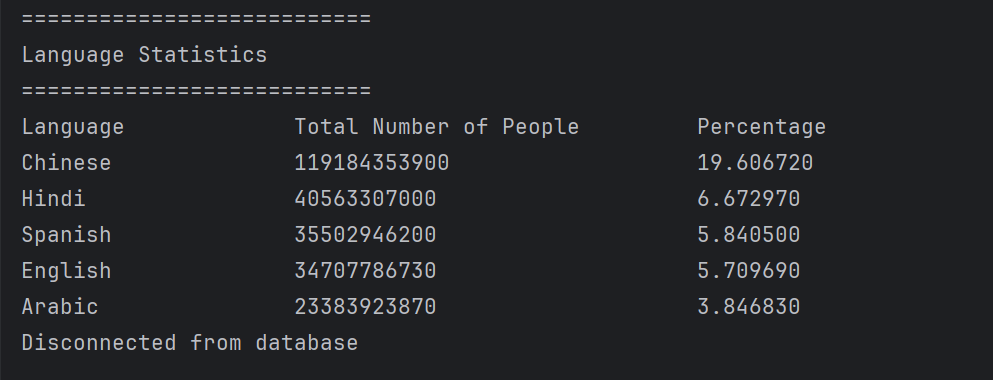 ===========================
Language Statistics
===========================
Language Total Number of People Percentage
Chinese 119184353900 19.606720
Hindi 40563307000 6.672970
Spanish 35502946200 5.840500
English 34707786730 5.709690
Arabic 23383923870 3.846830
Disconnected from database